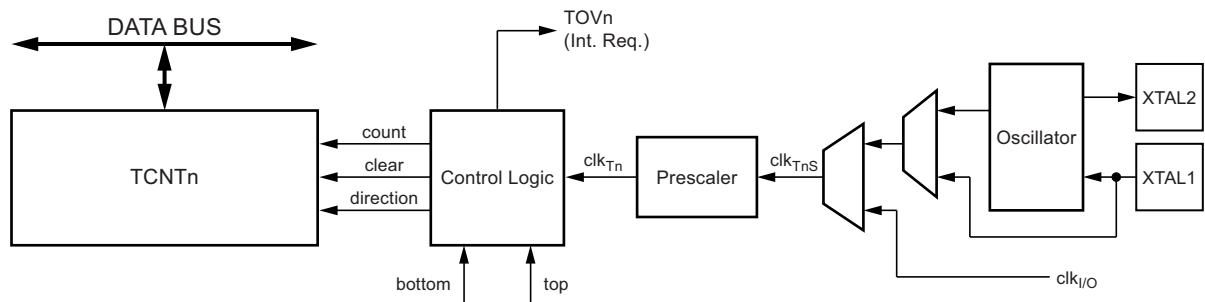 DATA BUS
TOVn
(Int. Req.)
TCNTn
count
clear
direction
Control Logic
clkTn
Prescaler
clkTnS
Oscillator
XTAL2
XTAL1
bottom
top
clkI/O